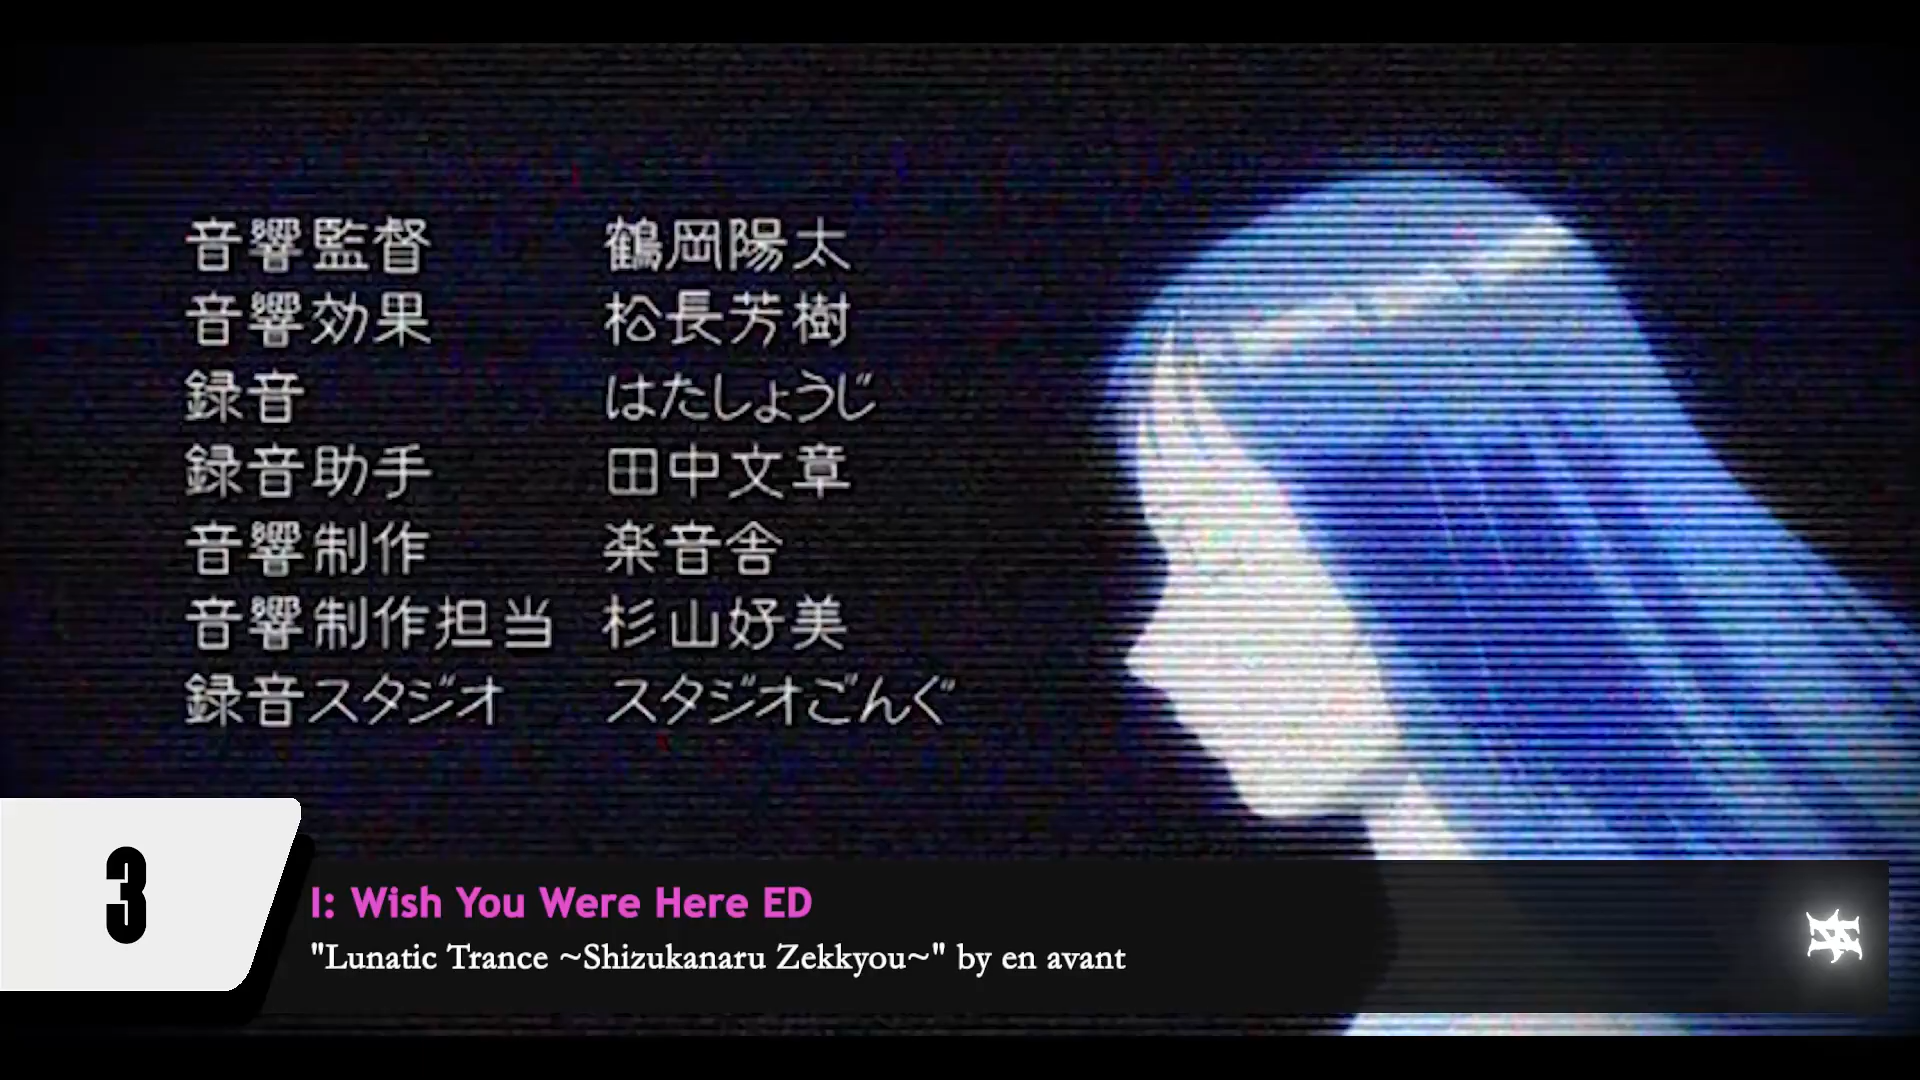 音響監督 鶴岡陽太
音響効果 松長芳樹
録音 はたしょうじ
録音助手 田中文章
音響制作 楽音舎
音響制作担当 杉山好美
録音スタジオ スタジオごんぐ
3
I: Wish You Were Here ED
"Lunatic Trance ~Shizukanaru Zekkyou~" by en avant